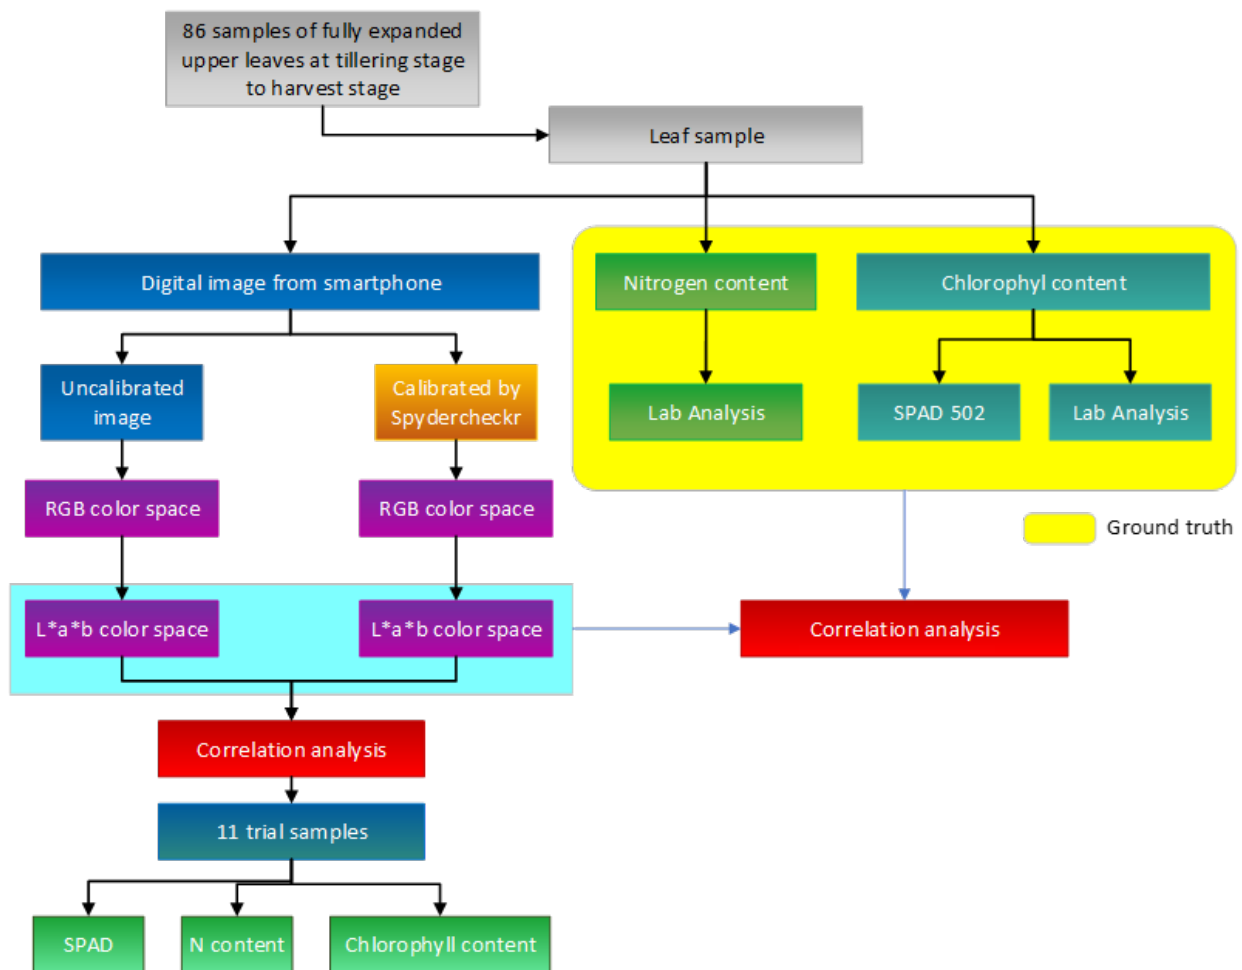 86 samples of fully expanded
upper leaves at tillering stage
to harvest stage
Leaf sample
Digital image from smartphone
Nitrogen content
Chlorophyl content
Uncalibrated
image
Calibrated by
Spydercheckr
Lab Analysis
SPAD 502
Lab Analysis
RGB color space
RGB color space
Ground truth
L*a*b color space
L*a*b color space
Correlation analysis
Correlation analysis
11 trial samples
SPAD
N content
Chlorophyll content